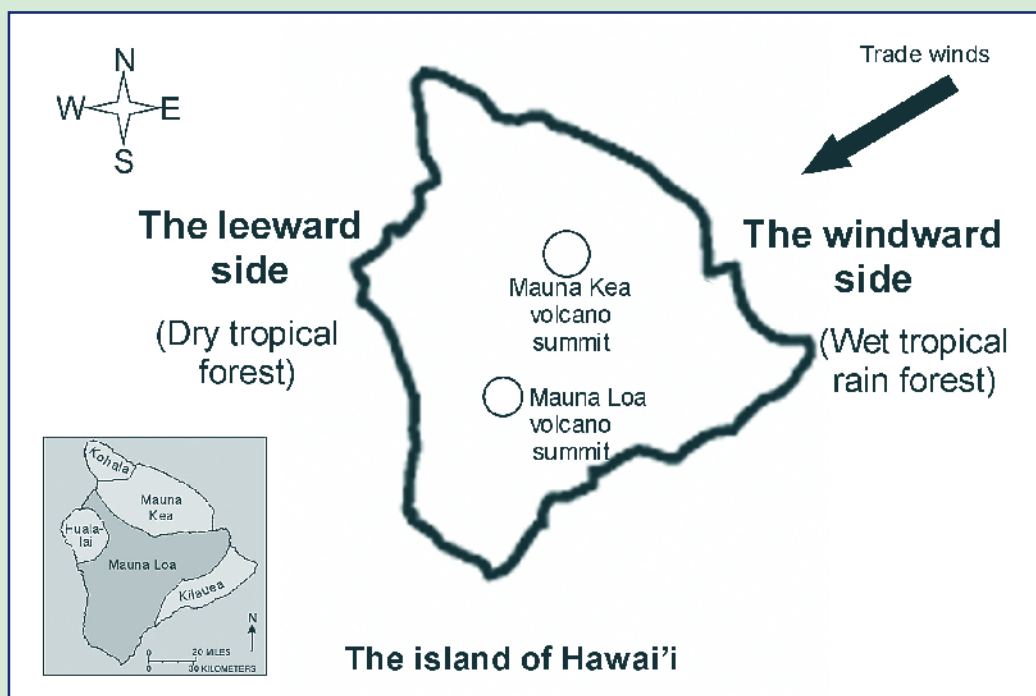 Trade winds
N
W E
S
The leeward
side
(Dry tropical
forest)
The windward
side
(Wet tropical
rain forest)
Mauna Kea
volcano
summit
Mauna Loa
volcano
summit
Kohala
Mauna
Kea
Huala-
lai
Mauna Loa
Kilauea
N
0 20 MILES
0 30 KILOMETERS
The island of Hawai’i